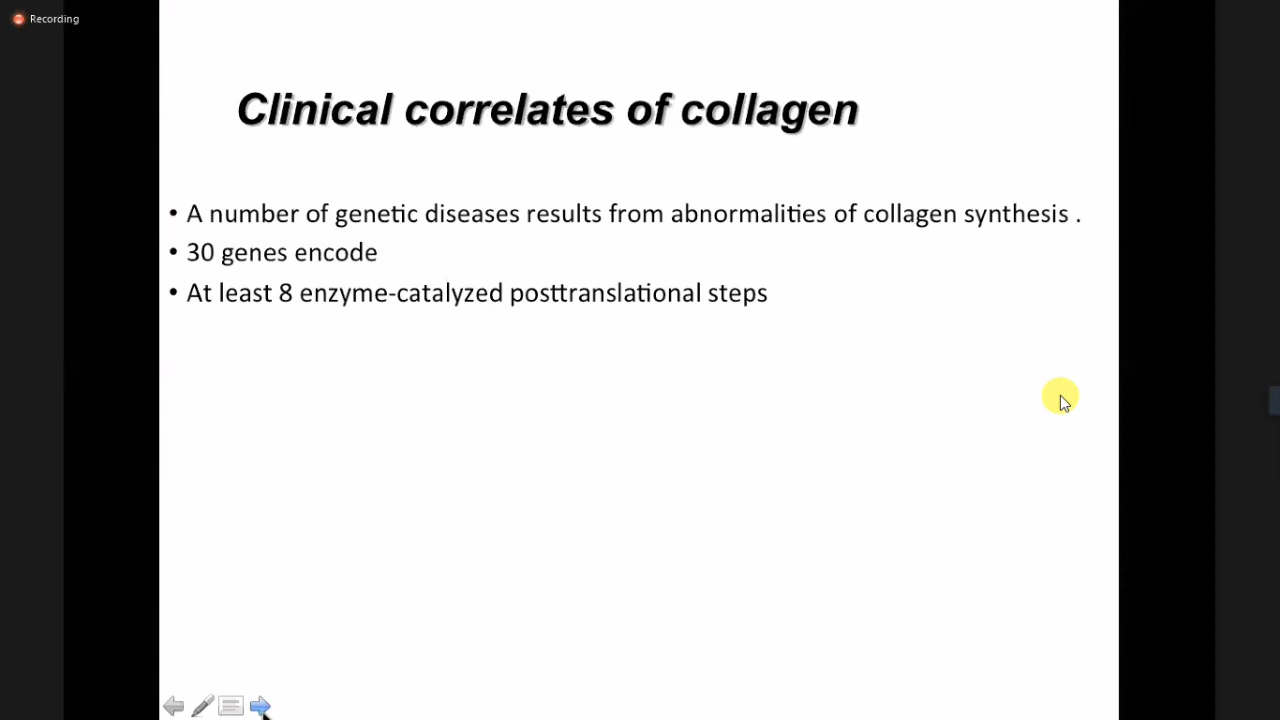 Recording
Clinical correlates of collagen
• A number of genetic diseases results from abnormalities of collagen synthesis .
• 30 genes encode
• At least 8 enzyme-catalyzed posttranslational steps